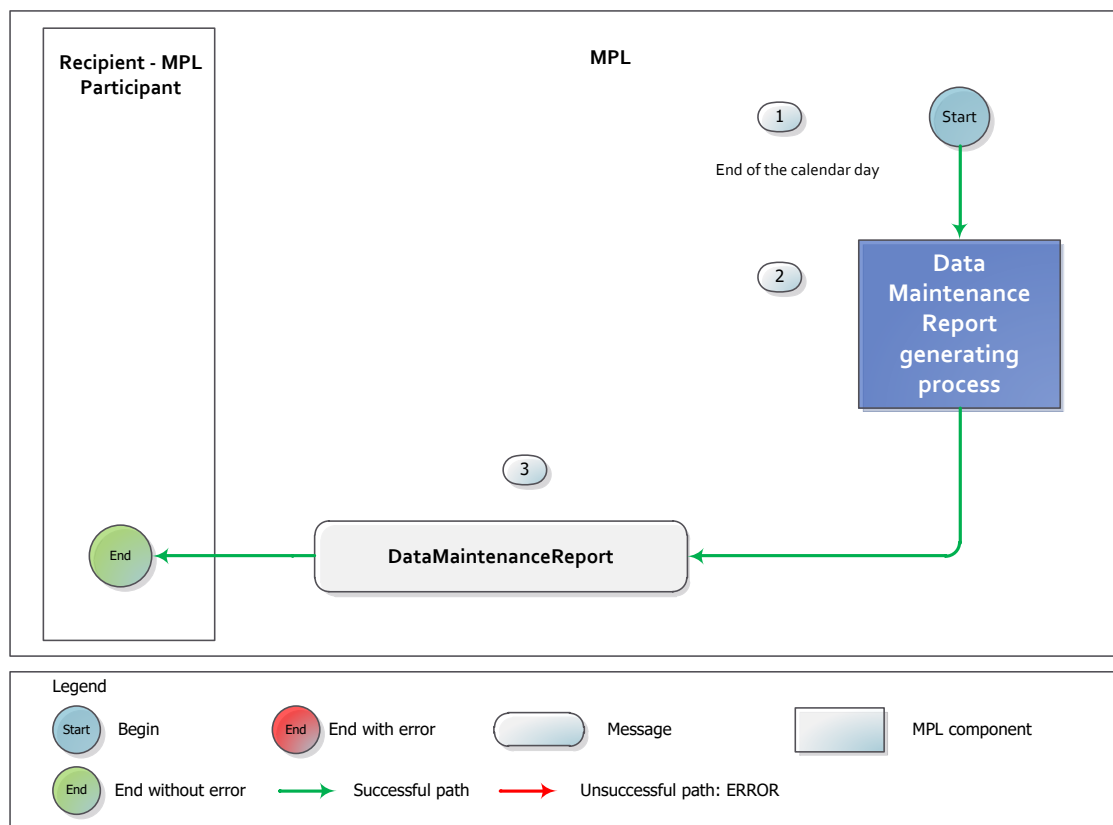 Recipient - MPL
Participant
MPL
1
Start
End of the calendar day
2
Data
Maintenance
Report
generating
process
3
End
DataMaintenanceReport
Legend
Start
Begin
End
End with error
Message
MPL component
End
End without error
Successful path
Unsuccessful path: ERROR